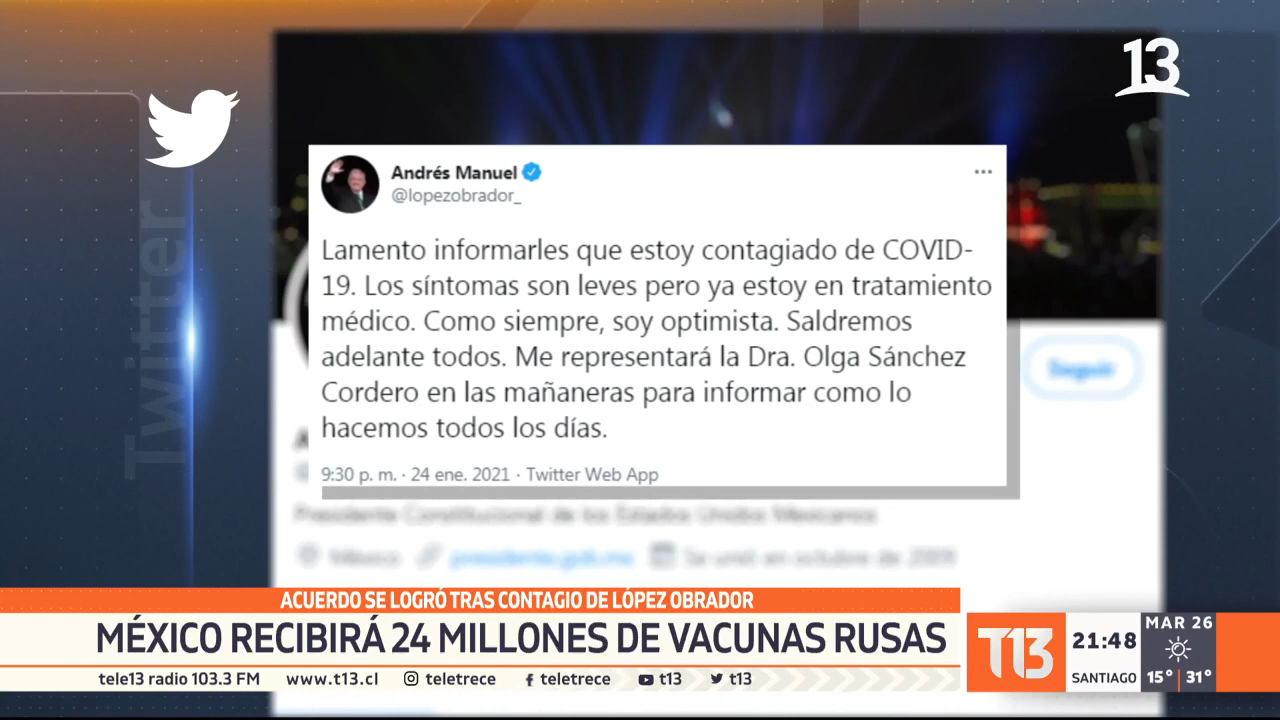 13
Twitter
Andrés Manuel
@lopezobrador_
Lamento informarles que estoy contagiado de COVID-
19. Los síntomas son leves pero ya estoy en tratamiento
médico. Como siempre, soy optimista. Saldremos
adelante todos. Me representará la Dra. Olga Sánchez
Cordero en las mañaneras para informar como lo
hacemos todos los días.
9:30 p. m. · 24 ene. 2021 · Twitter Web App
Seguir
Presidente Constitucional de los Estados Unidos Mexicanos
México presidente.gob.mx Se unió en octubre de 2009
ACUERDO SE LOGRÓ TRAS CONTAGIO DE LÓPEZ OBRADOR
MÉXICO RECIBIRÁ 24 MILLONES DE VACUNAS RUSAS
tele13 radio 103.3 FM www.t13.cl teletrece teletrece t13 t13
T13
21:48
SANTIAGO
MAR 26
15° 31°